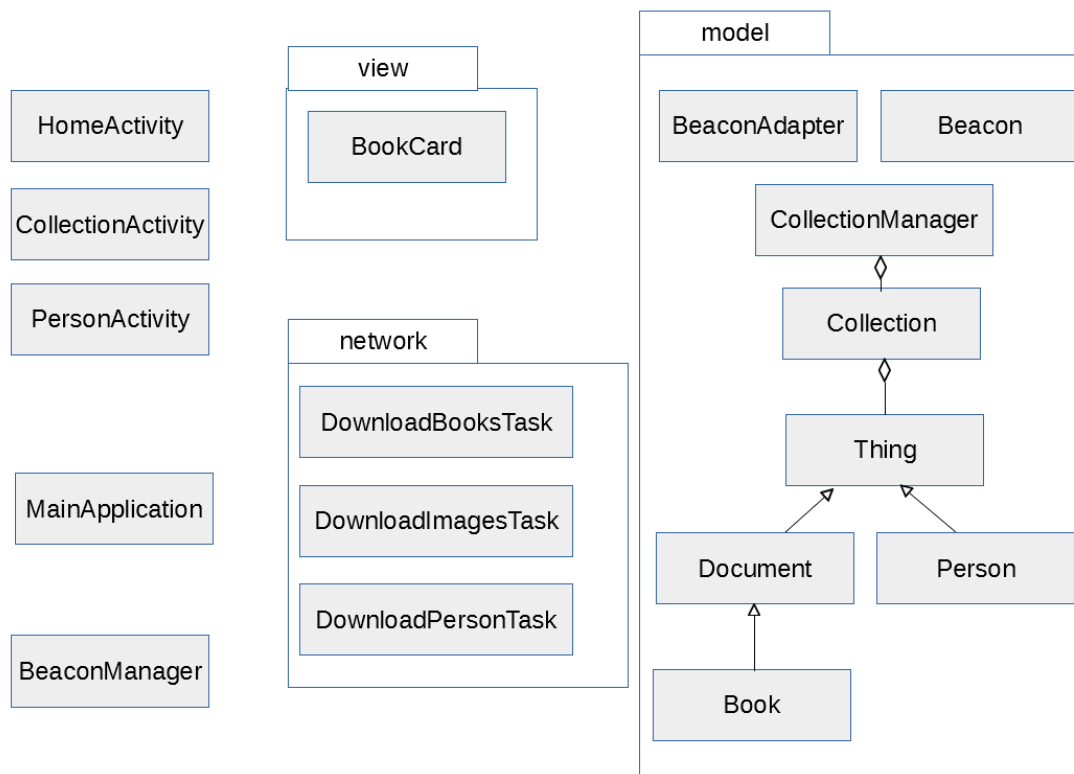 HomeActivity
CollectionActivity
PersonActivity
MainApplication
BeaconManager
view
BookCard
network
DownloadBooksTask
DownloadImagesTask
DownloadPersonTask
model
BeaconAdapter
Beacon
CollectionManager
Collection
Thing
Document
Person
Book